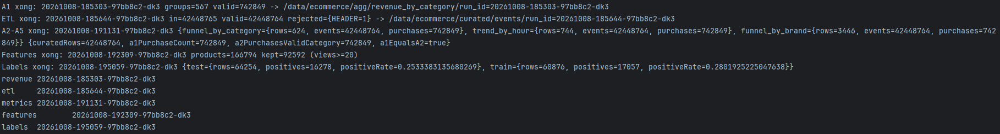 A1 xong: 20261008-185303-97bb8c2-dk3 groups=567 valid=742849 -> /data/ecommerce/agg/revenue_by_category/run_id=20261008-185303-97bb8c2-dk3
ETL xong: 20261008-185644-97bb8c2-dk3 in=42448765 valid=42448764 rejected={HEADER=1} -> /data/ecommerce/curated/events/run_id=20261008-185644-97bb8c2-dk3
A2-A5 xong: 20261008-191131-97bb8c2-dk3 {funnel_by_category={rows=624, events=42448764, purchases=742849}, trend_by_hour={rows=744, events=42448764, purchases=742849}, funnel_by_brand={rows=3446, events=42448764, purchases=742
849}} {curatedRows=42448764, a1PurchaseCount=742849, a2PurchasesValidCategory=742849, a1EqualsA2=true}
Features xong: 20261008-192309-97bb8c2-dk3 products=166794 kept=92592 (views>=20)
Labels xong: 20261008-195059-97bb8c2-dk3 {test={rows=64254, positives=16278, positiveRate=0.2533383135680269}, train={rows=60876, positives=17057, positiveRate=0.2801925225047638}}
revenue 20261008-185303-97bb8c2-dk3
etl     20261008-185644-97bb8c2-dk3
metrics 20261008-191131-97bb8c2-dk3
features        20261008-192309-97bb8c2-dk3
labels  20261008-195059-97bb8c2-dk3